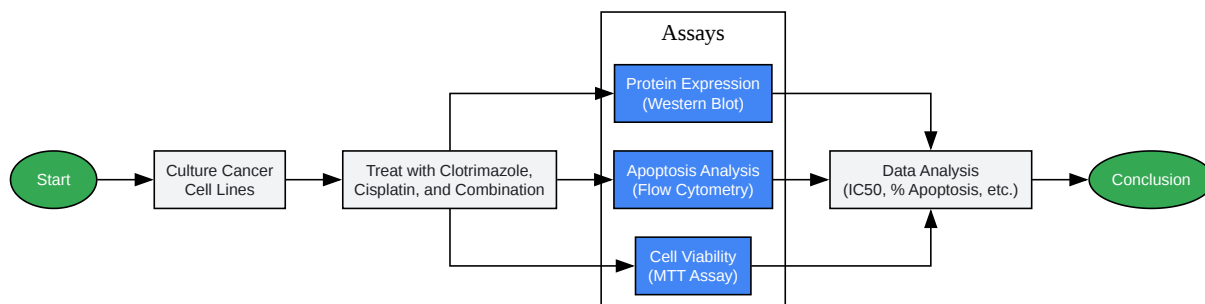 Start
Culture Cancer
Cell Lines
Treat with Clotrimazole,
Cisplatin, and Combination
Assays
Protein Expression
(Western Blot)
Apoptosis Analysis
(Flow Cytometry)
Cell Viability
(MTT Assay)
Data Analysis
(IC50, % Apoptosis, etc.)
Conclusion